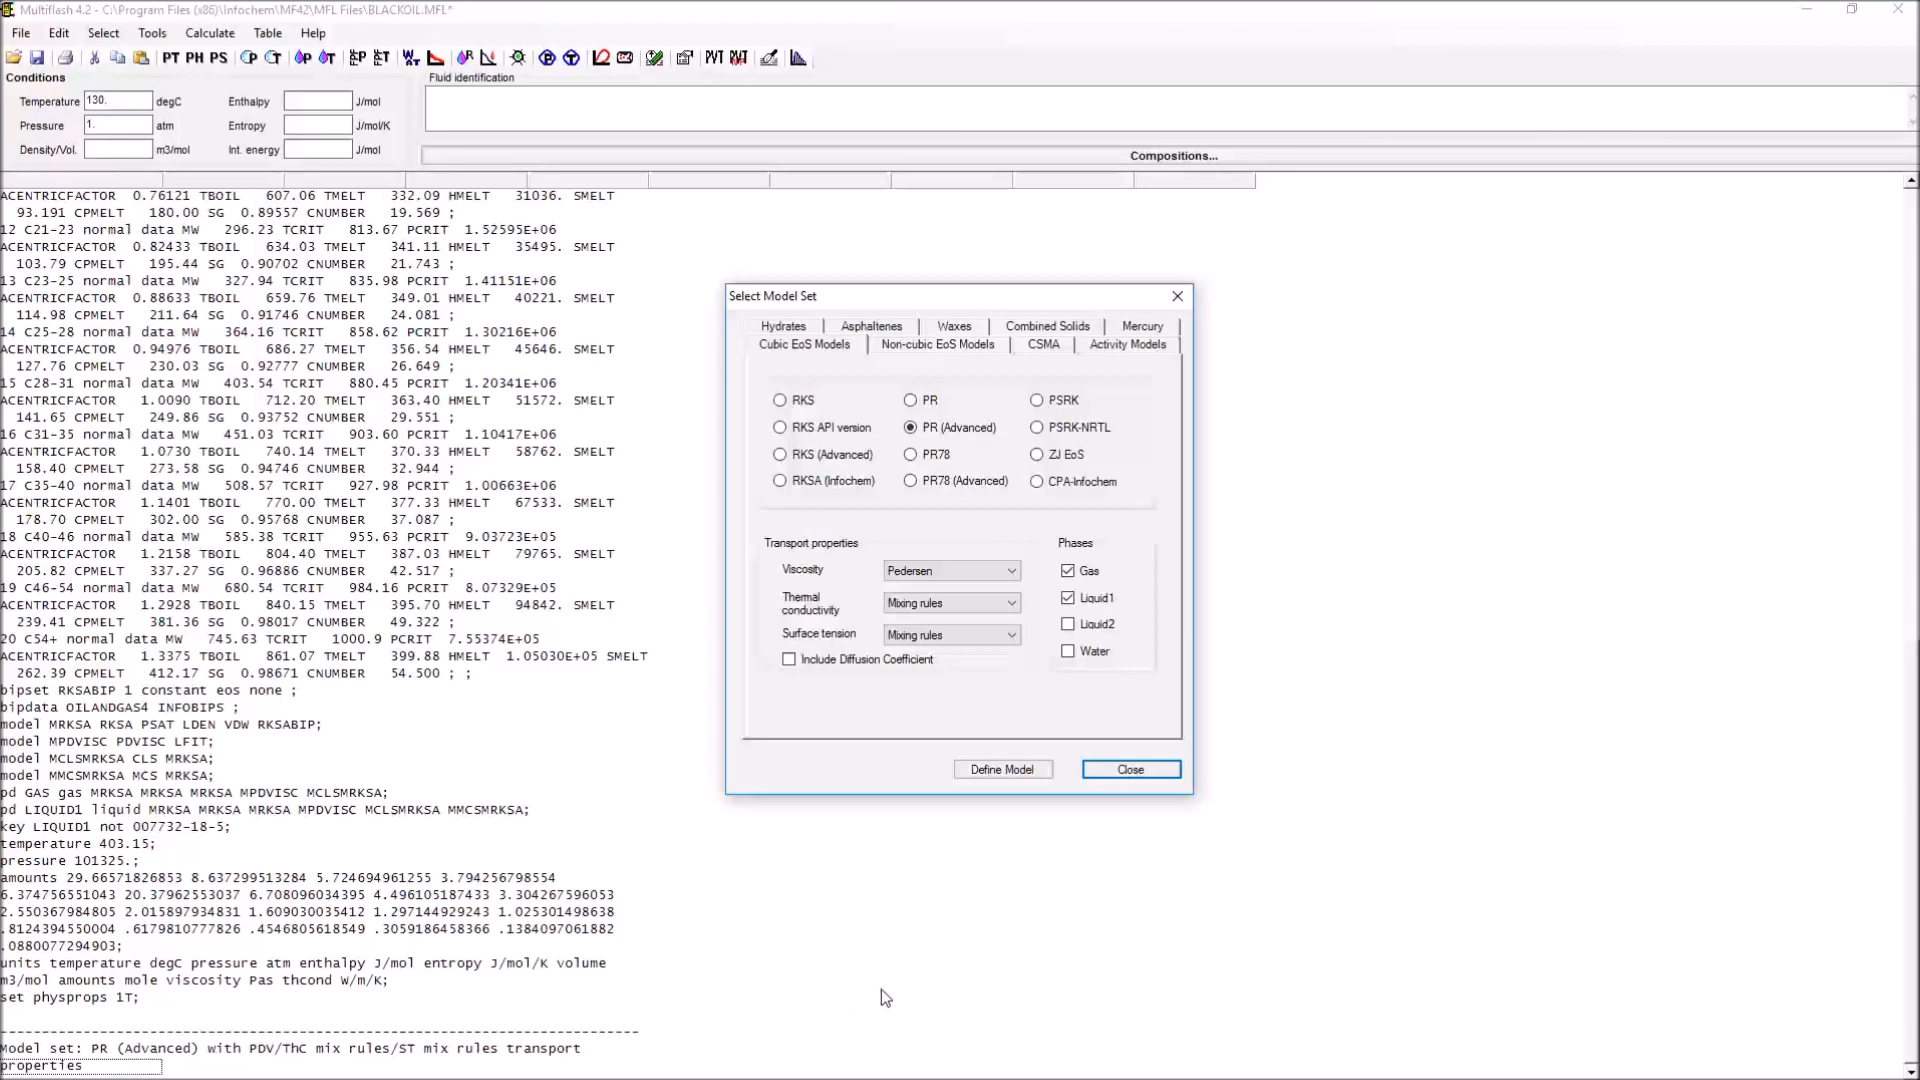 Multiflash 4.2 - C:\Program Files (x86)\Infochem\MF42\MFL Files\BLACKOIL.MFL*
File Edit Select Tools Calculate Table Help
PT PH PS
PVT
Conditions
Fluid identification
Temperature 130. degC Enthalpy J/mol
Pressure 1. atm Entropy J/mol/K
Density/Vol. m3/mol Int. energy J/mol
Compositions...
ACENTRICFACTOR 0.76121 TBOIL 607.06 TMELT 332.09 HMELT 31036. SMELT
93.191 CPMELT 180.00 SG 0.89557 CNUMBER 19.569 ;
12 C21-23 normal data MW 296.23 TCRIT 813.67 PCRIT 1.52595E+06
ACENTRICFACTOR 0.82433 TBOIL 634.03 TMELT 341.11 HMELT 35495. SMELT
103.79 CPMELT 195.44 SG 0.90702 CNUMBER 21.743 ;
13 C23-25 normal data MW 327.94 TCRIT 835.98 PCRIT 1.41151E+06
ACENTRICFACTOR 0.88633 TBOIL 659.76 TMELT 349.01 HMELT 40221. SMELT
114.98 CPMELT 211.64 SG 0.91746 CNUMBER 24.081 ;
14 C25-28 normal data MW 364.16 TCRIT 858.62 PCRIT 1.30216E+06
ACENTRICFACTOR 0.94976 TBOIL 686.27 TMELT 356.54 HMELT 45646. SMELT
127.76 CPMELT 230.03 SG 0.92777 CNUMBER 26.649 ;
15 C28-31 normal data MW 403.54 TCRIT 880.45 PCRIT 1.20341E+06
ACENTRICFACTOR 1.0090 TBOIL 712.20 TMELT 363.40 HMELT 51572. SMELT
141.65 CPMELT 249.86 SG 0.93752 CNUMBER 29.551 ;
16 C31-35 normal data MW 451.03 TCRIT 903.60 PCRIT 1.10417E+06
ACENTRICFACTOR 1.0730 TBOIL 740.14 TMELT 370.33 HMELT 58762. SMELT
158.40 CPMELT 273.58 SG 0.94746 CNUMBER 32.944 ;
17 C35-40 normal data MW 508.57 TCRIT 927.98 PCRIT 1.00663E+06
ACENTRICFACTOR 1.1401 TBOIL 770.00 TMELT 377.33 HMELT 67533. SMELT
178.70 CPMELT 302.00 SG 0.95768 CNUMBER 37.087 ;
18 C40-46 normal data MW 585.38 TCRIT 955.63 PCRIT 9.03723E+05
ACENTRICFACTOR 1.2158 TBOIL 804.40 TMELT 387.03 HMELT 79765. SMELT
205.82 CPMELT 337.27 SG 0.96886 CNUMBER 42.517 ;
19 C46-54 normal data MW 680.54 TCRIT 984.16 PCRIT 8.07329E+05
ACENTRICFACTOR 1.2928 TBOIL 840.15 TMELT 395.70 HMELT 94842. SMELT
239.41 CPMELT 381.36 SG 0.98017 CNUMBER 49.322 ;
20 C54+ normal data MW 745.63 TCRIT 1000.9 PCRIT 7.55374E+05
ACENTRICFACTOR 1.3375 TBOIL 861.07 TMELT 399.88 HMELT 1.05030E+05 SMELT
262.39 CPMELT 412.17 SG 0.98671 CNUMBER 54.500 ; ;
bipset RKSABIP 1 constant eos none ;
bipdata OILANDGAS4 INFOBIPS ;
model MRKSA RKSA PSAT LDEN VDW RKSABIP;
model MPDVISC PDVISC LFIT;
model MCLSMRKSA CLS MRKSA;
model MMCSMRKSA MCS MRKSA;
pd GAS gas MRKSA MRKSA MRKSA MPDVISC MCLSMRKSA;
pd LIQUID1 liquid MRKSA MRKSA MRKSA MPDVISC MCLSMRKSA MMCSMRKSA;
key LIQUID1 not 007732-18-5;
temperature 403.15;
pressure 101325.;
amounts 29.66571826853 8.637299513284 5.724694961255 3.794256798554
6.374756551043 20.37962553037 6.708096034395 4.496105187433 3.304267596053
2.550367984805 2.015897934831 1.609030035412 1.297144929243 1.025301498638
.8124394550004 .6179810777826 .4546805618549 .3059186458366 .1384097061882
.0880077294903;
units temperature degC pressure atm enthalpy J/mol entropy J/mol/K volume
m3/mol amounts mole viscosity Pas thcond W/m/K;
set physprops 1T;
--------------------------------------------------------------------------
Model set: PR (Advanced) with PDV/ThC mix rules/ST mix rules transport
properties
Select Model Set
Hydrates Asphaltenes Waxes Combined Solids Mercury
Cubic EoS Models Non-cubic EoS Models CSMA Activity Models
RKS PR PSRK
RKS API version PR (Advanced) PSRK-NRTL
RKS (Advanced) PR78 ZJ EoS
RKSA (Infochem) PR78 (Advanced) CPA-Infochem
Transport properties Phases
Viscosity Pedersen Gas
Thermal conductivity Mixing rules Liquid1
Surface tension Mixing rules Liquid2
Include Diffusion Coefficient Water
Define Model Close